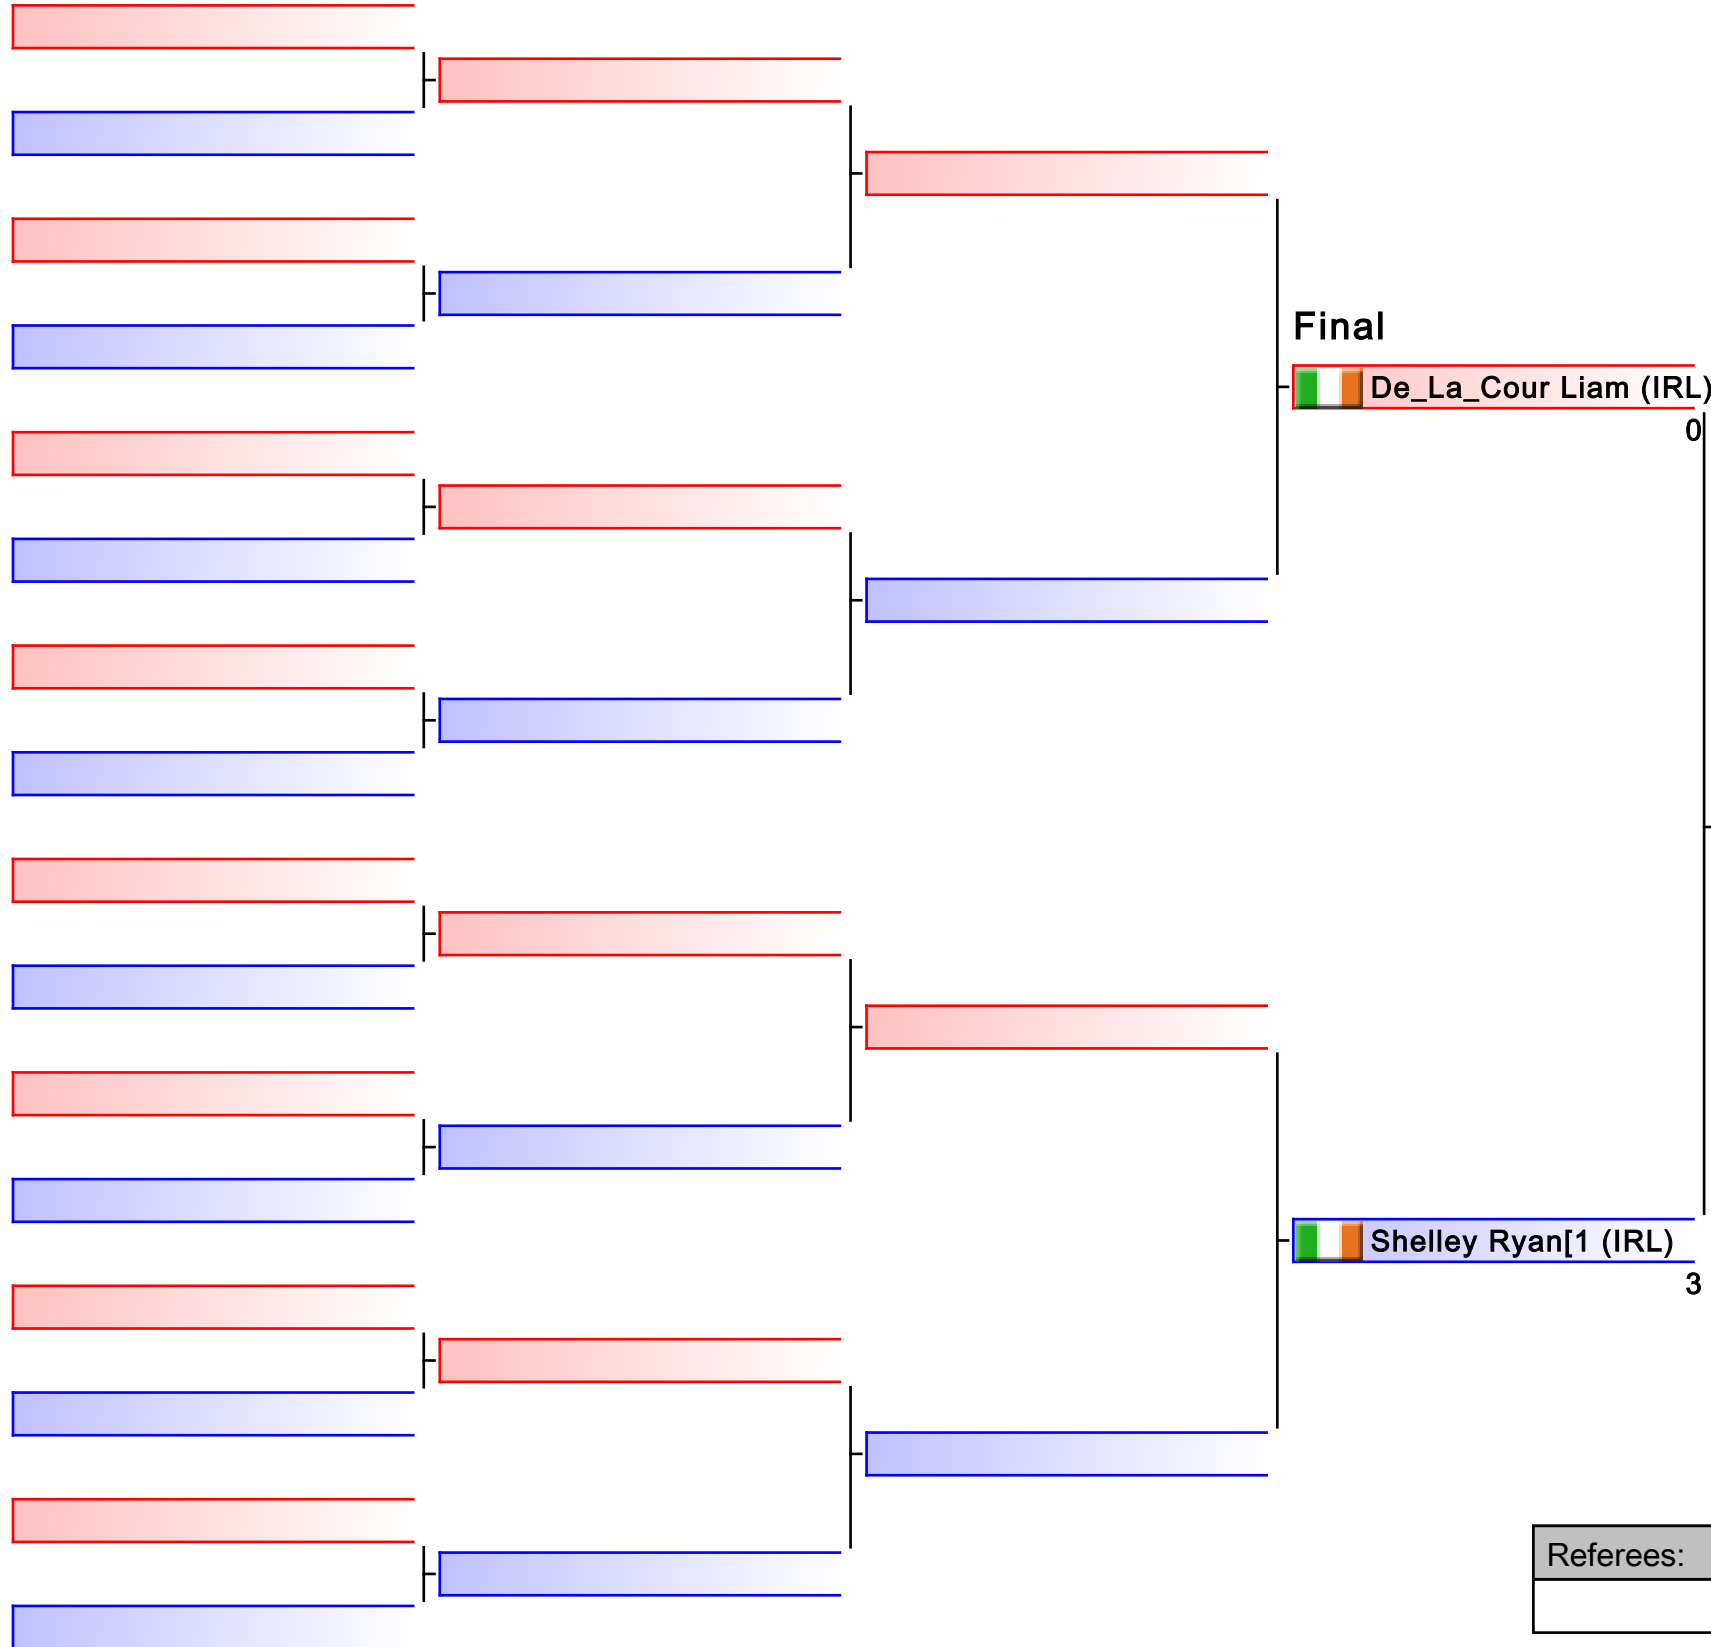 Final
De_La_Cour Liam (IRL)
0
Shelley Ryan[1 (IRL)
3
Referees: